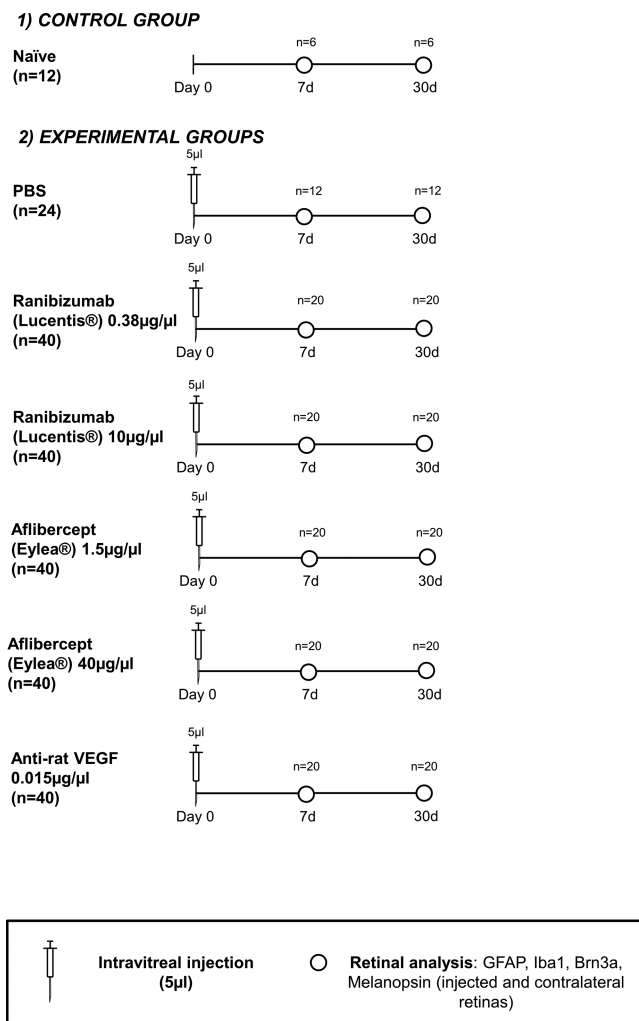 1) CONTROL GROUP
Naïve
(n=12)
n=6
n=6
Day 0
7d
30d
2) EXPERIMENTAL GROUPS
PBS
(n=24)
5µl
n=12
n=12
Day 0
7d
30d
Ranibizumab
(Lucentis®) 0.38µg/µl
(n=40)
5µl
n=20
n=20
Day 0
7d
30d
Ranibizumab
(Lucentis®) 10µg/µl
(n=40)
5µl
n=20
n=20
Day 0
7d
30d
Aflibercept
(Eylea®) 1.5µg/µl
(n=40)
5µl
n=20
n=20
Day 0
7d
30d
Aflibercept
(Eylea®) 40µg/µl
(n=40)
5µl
n=20
n=20
Day 0
7d
30d
Anti-rat VEGF
0.015µg/µl
(n=40)
5µl
n=20
n=20
Day 0
7d
30d
Intravitreal injection
(5µl)
Retinal analysis: GFAP, Iba1, Brn3a,
Melanopsin (injected and contralateral
retinas)